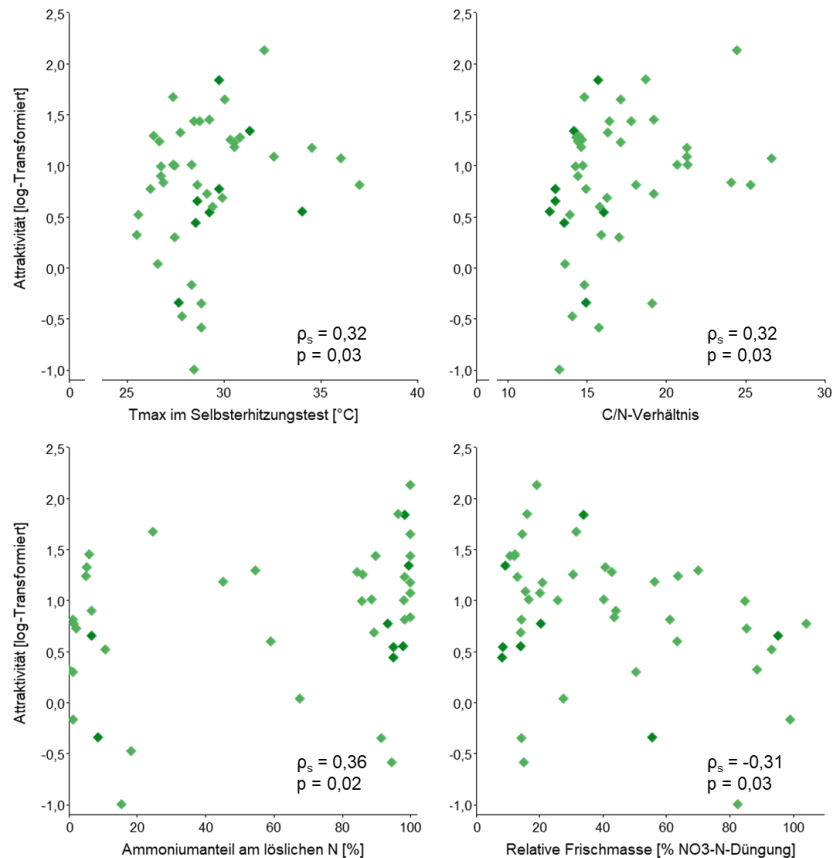 2,5
2,0
1,5
1,0
0,5
0,0
-0,5
-1,0
Attraktivität [log-Transformiert]
ρs = 0,32
p = 0,03
0 25 30 35 40
Tmax im Selbsterhitzungstest [°C]
2,5
2,0
1,5
1,0
0,5
0,0
-0,5
-1,0
ρs = 0,32
p = 0,03
0 10 15 20 25 30
C/N-Verhältnis
2,5
2,0
1,5
1,0
0,5
0,0
-0,5
-1,0
Attraktivität [log-Transformiert]
ρs = 0,36
p = 0,02
0 20 40 60 80 100
Ammoniumanteil am löslichen N [%]
2,5
2,0
1,5
1,0
0,5
0,0
-0,5
-1,0
ρs = -0,31
p = 0,03
0 20 40 60 80 100
Relative Frischmasse [% NO3-N-Düngung]